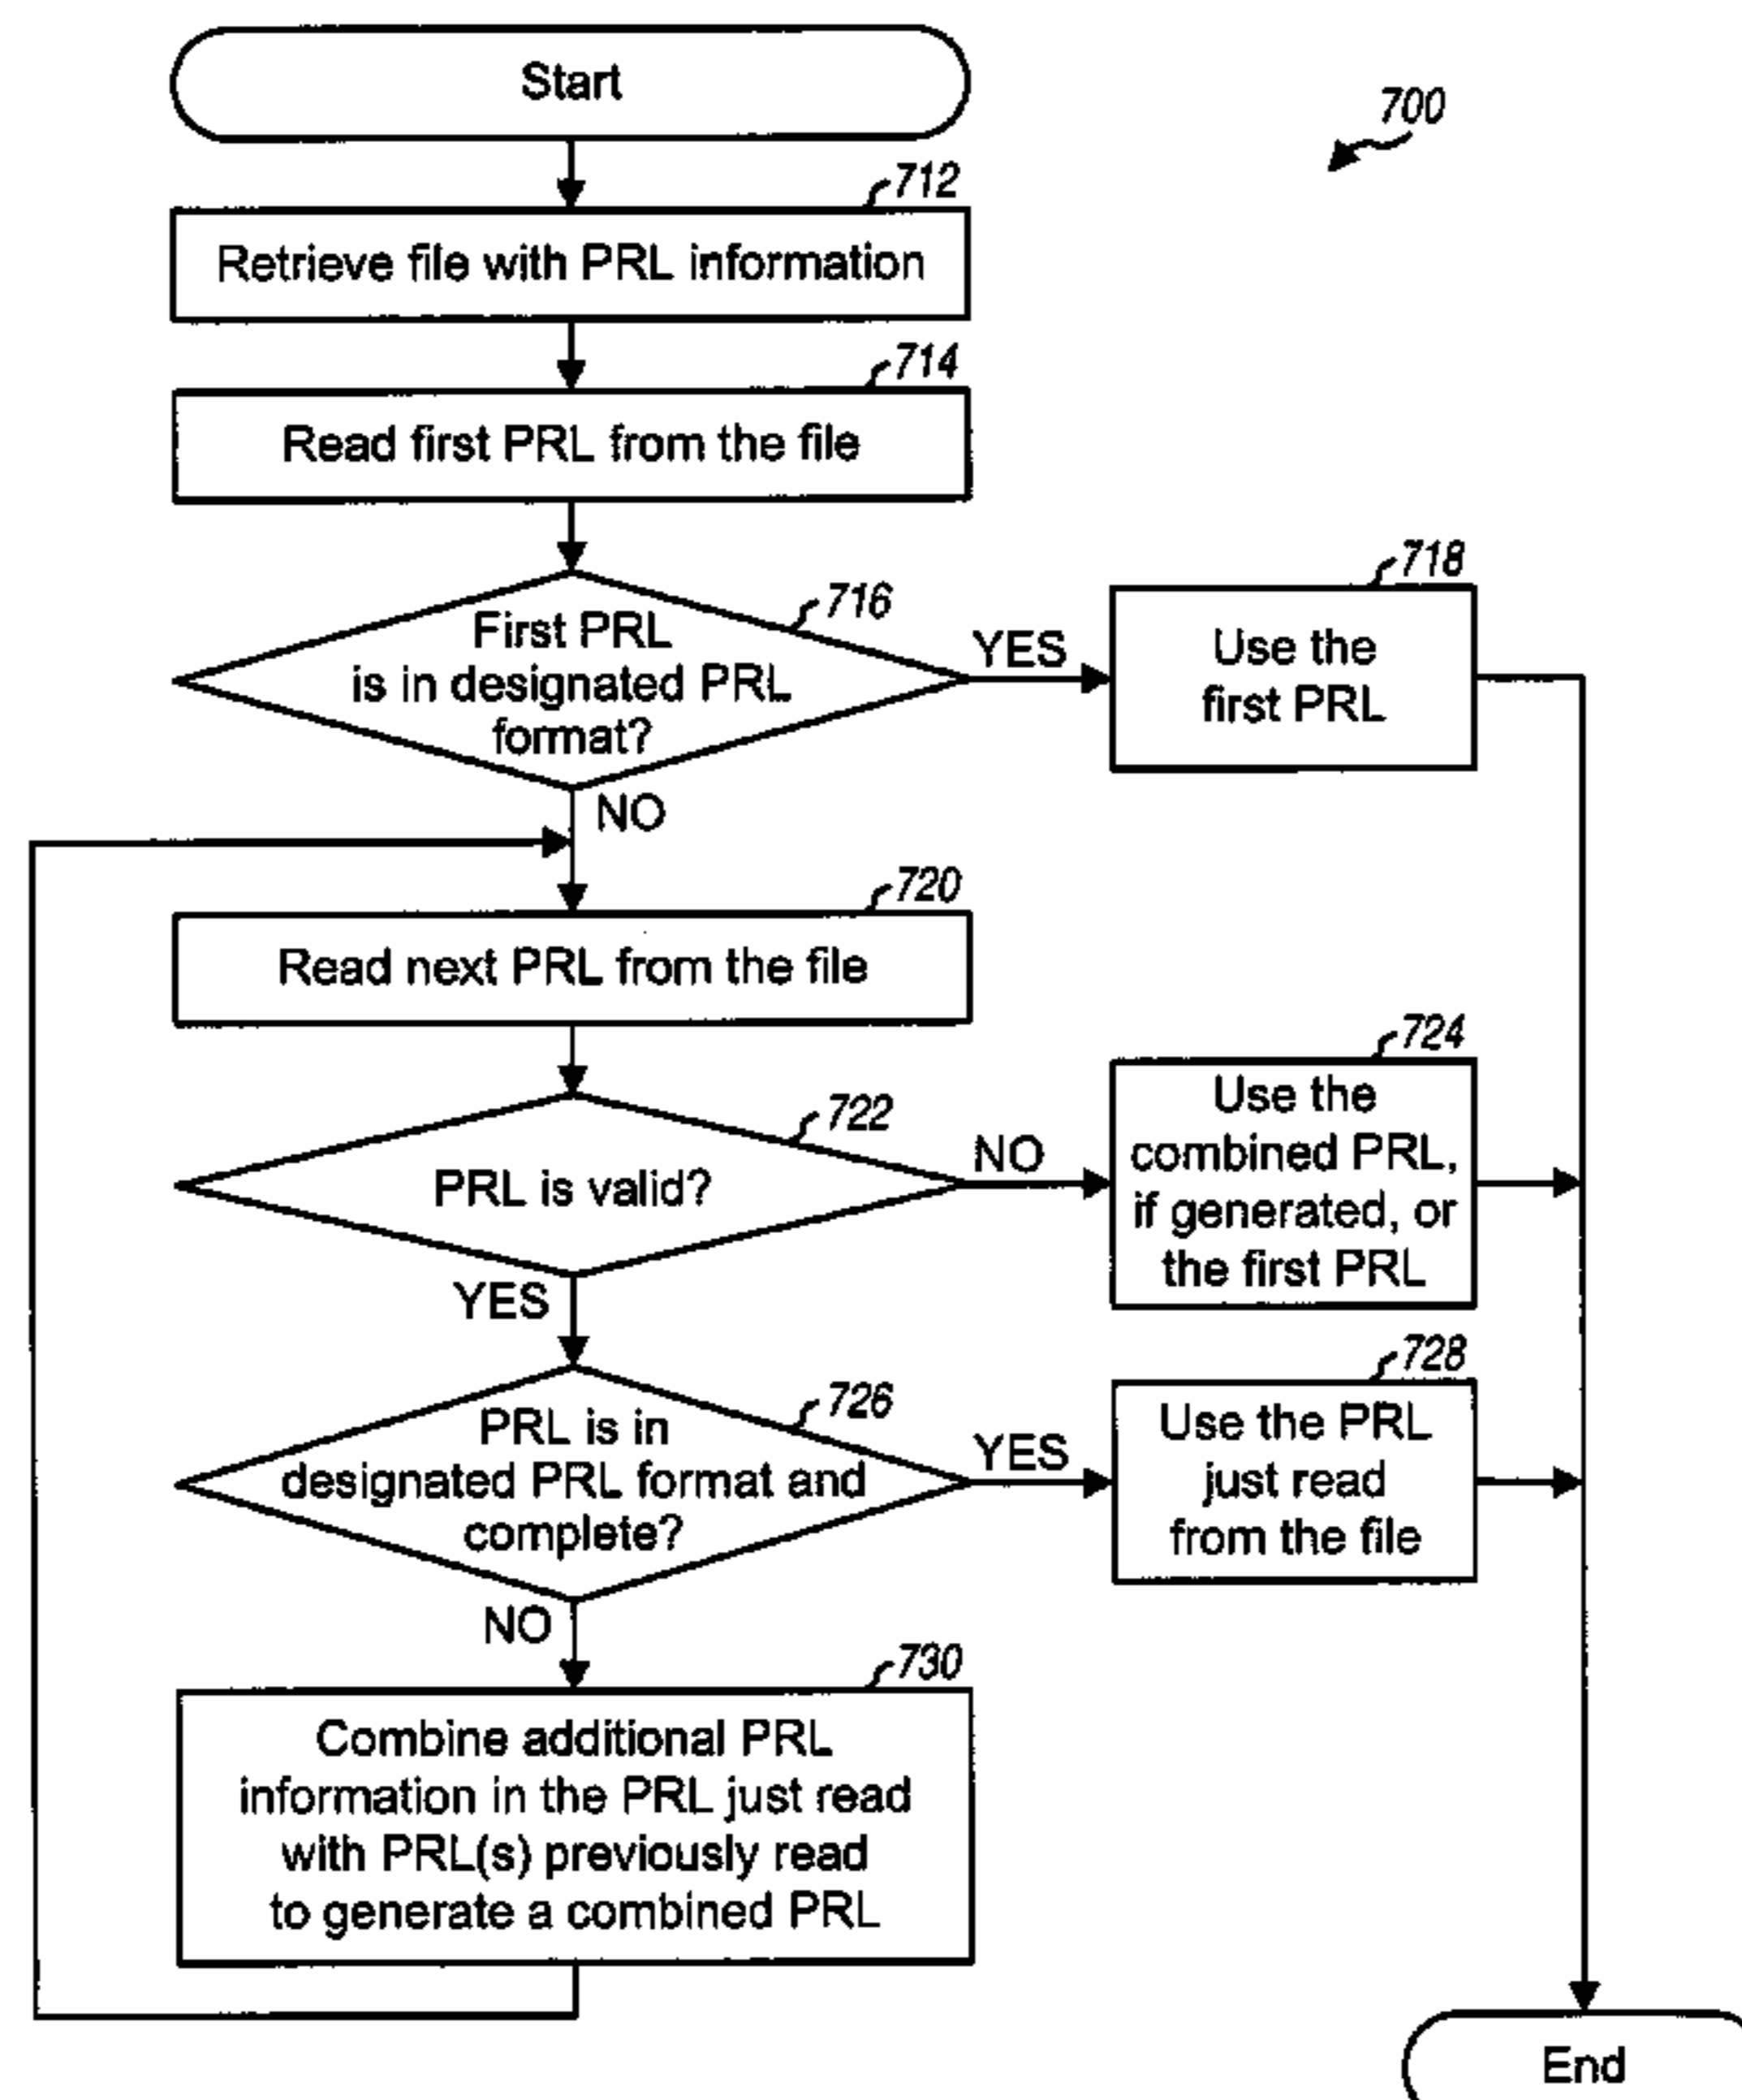 Start
700
712
Retrieve file with PRL information
714
Read first PRL from the file
716
First PRL
is in designated PRL
format?
YES
718
Use the
first PRL
NO
720
Read next PRL from the file
722
PRL is valid?
NO
724
Use the
combined PRL,
if generated, or
the first PRL
YES
726
PRL is in
designated PRL format and
complete?
YES
728
Use the PRL
just read
from the file
NO
730
Combine additional PRL
information in the PRL just read
with PRL(s) previously read
to generate a combined PRL
End